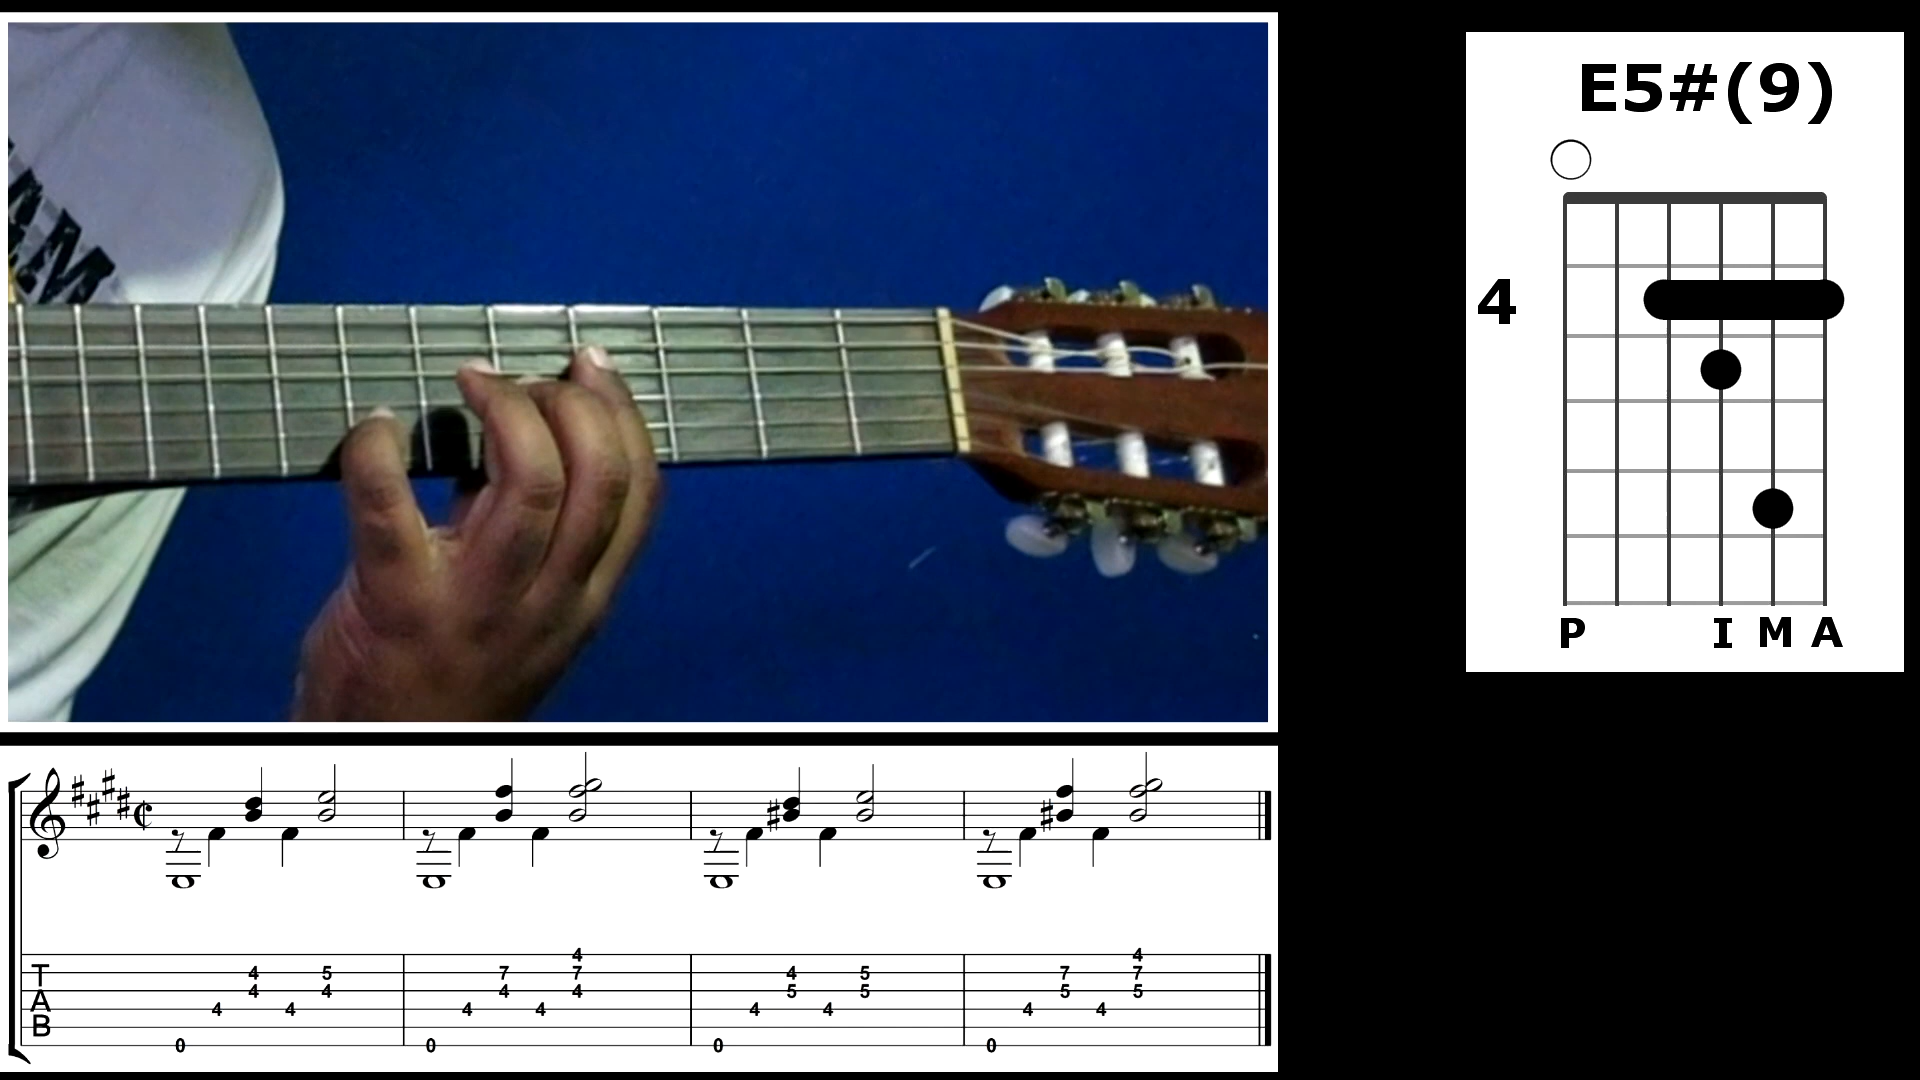 E5#(9)
4
P I M A
4 4
4 5 7 7 4 5 7 7
4 4 4 4 5 5 5 5
4 4 4 4 4 4 4 4
0 0 0 0
T
A
B